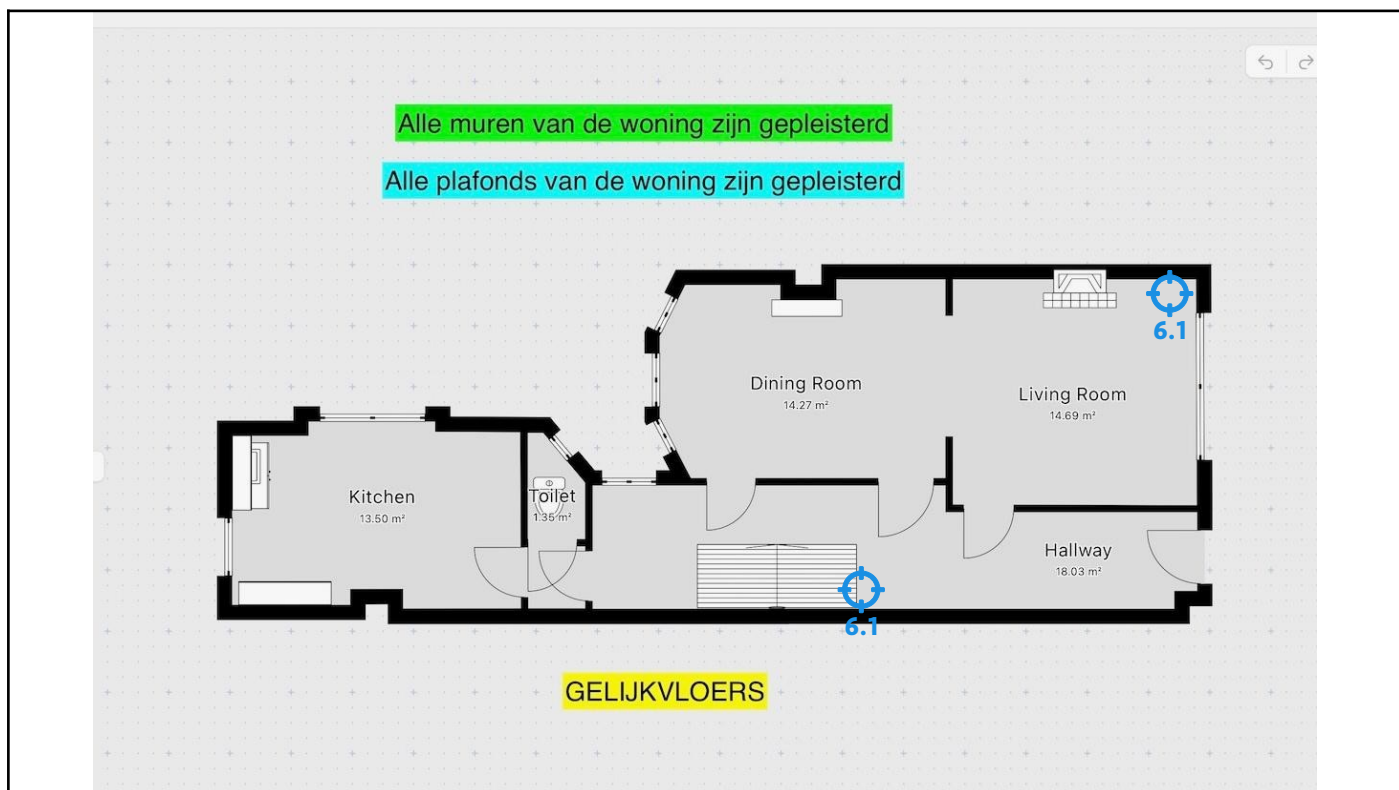 Alle muren van de woning zijn gepleisterd
Alle plafonds van de woning zijn gepleisterd
6.1
Dining Room
14.27 m²
Living Room
14.69 m²
Kitchen
13.50 m²
Toilet
1.35 m²
Hallway
18.03 m²
6.1
GELIJKVLOERS